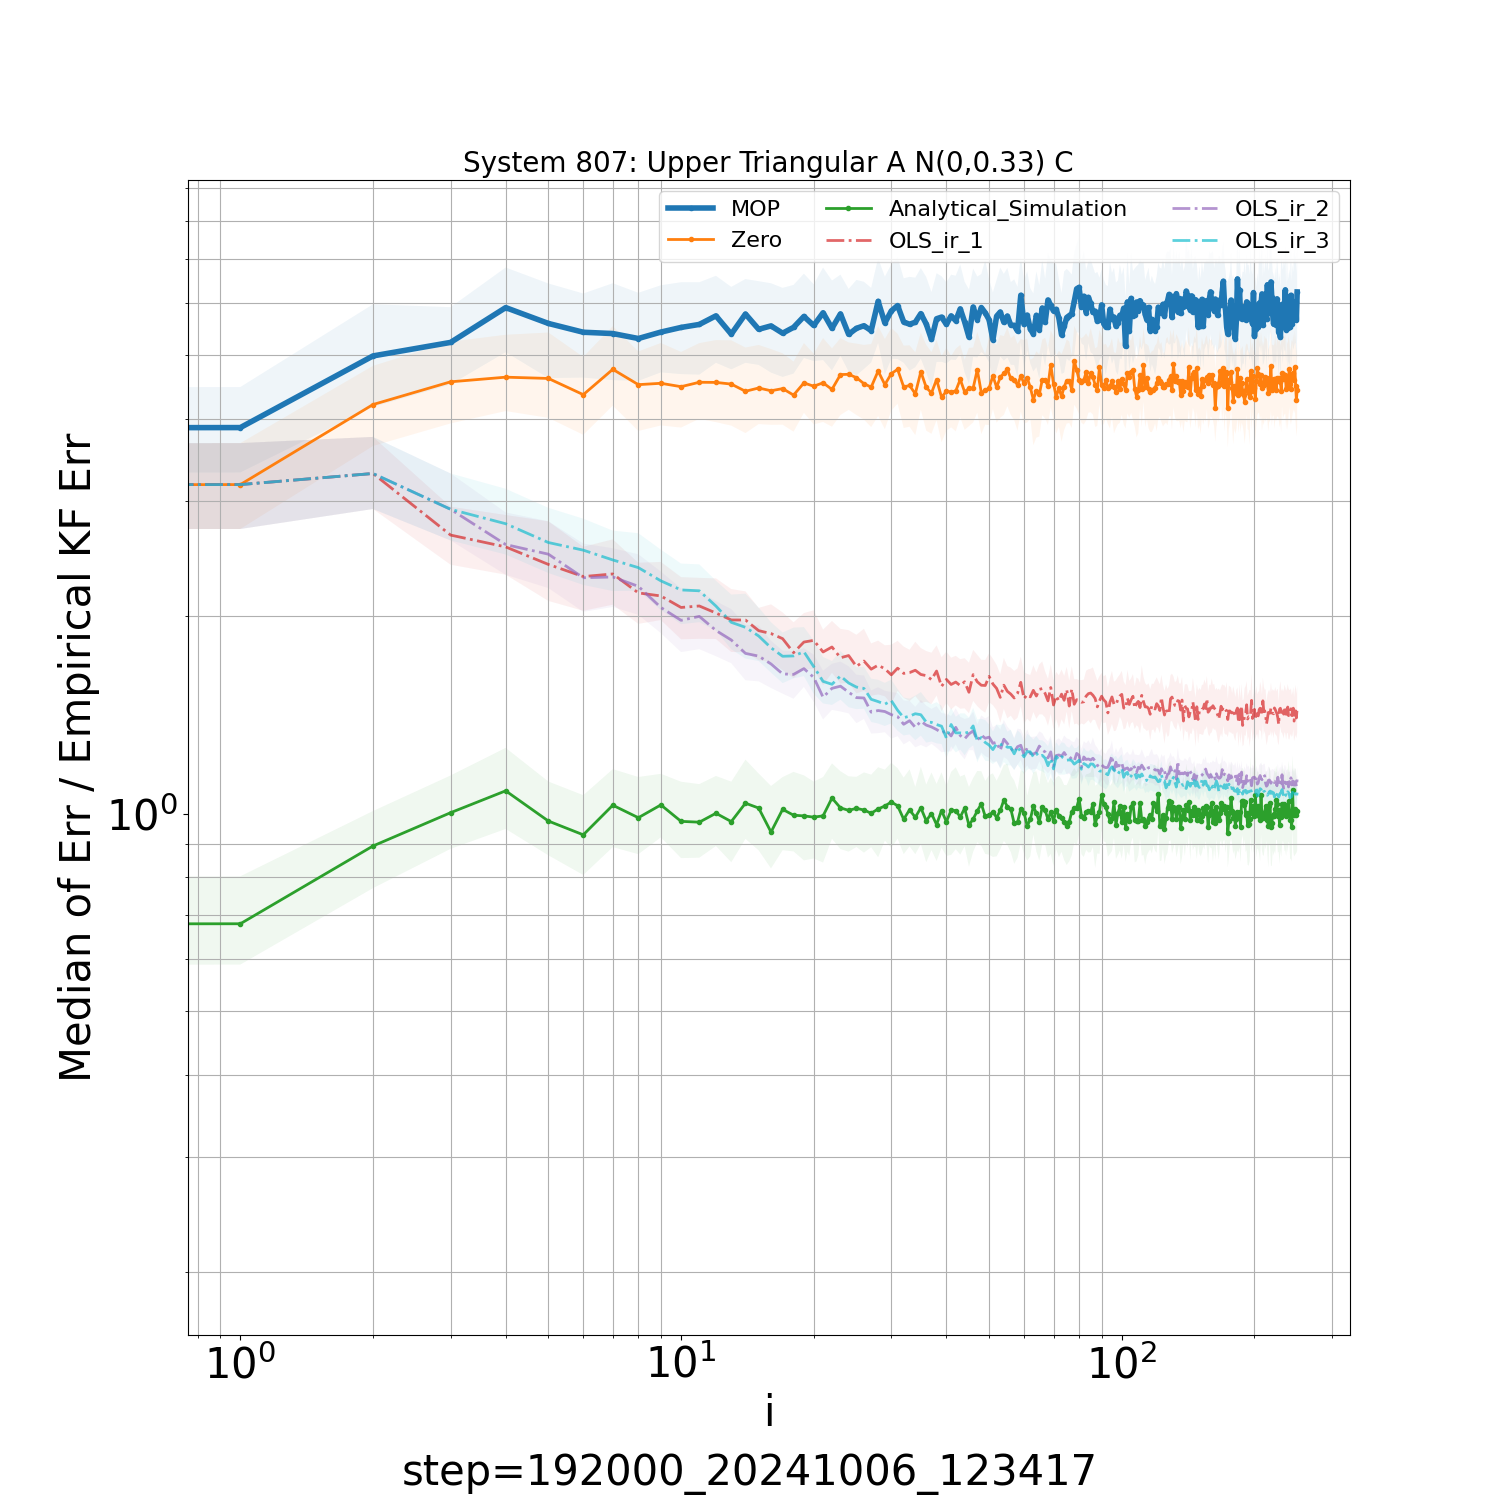 System 807: Upper Triangular A N(0,0.33) C
MOP
Zero
Analytical_Simulation
OLS_ir_1
OLS_ir_2
OLS_ir_3
Median of Err / Empirical KF Err
10⁰
10⁰ 10¹ 10²
i
step=192000_20241006_123417